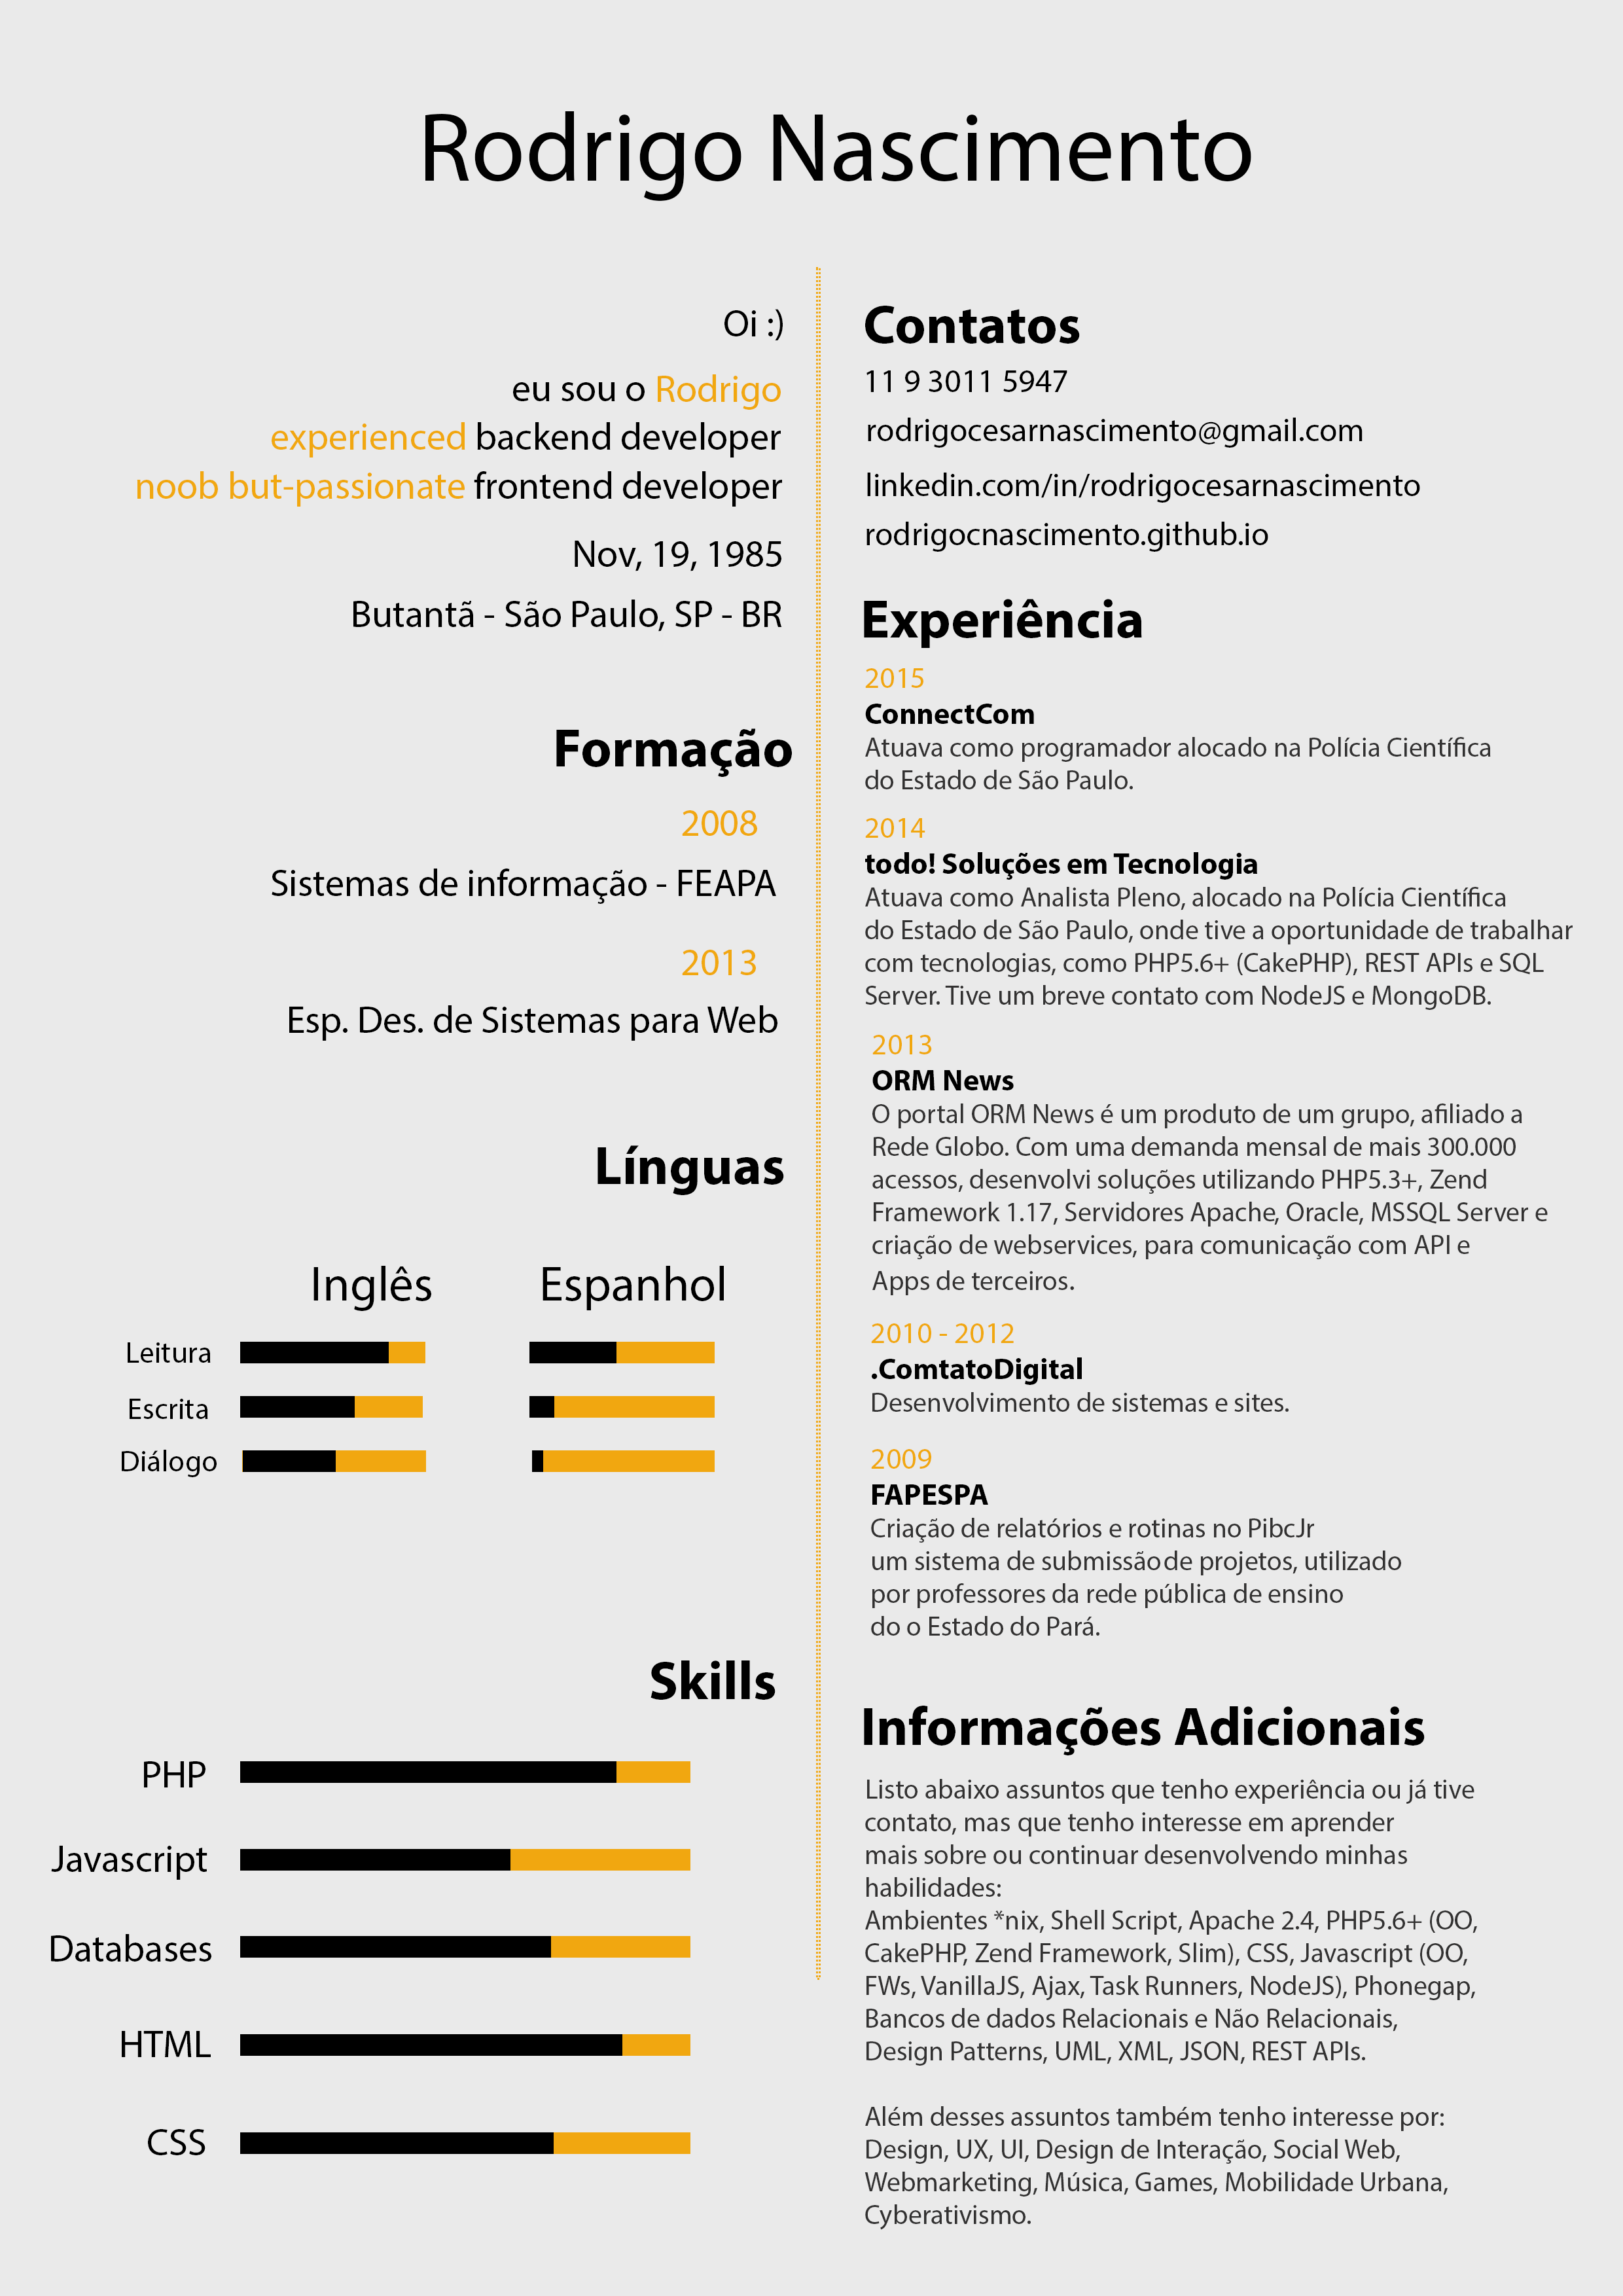 Rodrigo Nascimento
Oi :)
eu sou o Rodrigo
experienced backend developer
noob but-passionate frontend developer
Nov, 19, 1985
Butantã - São Paulo, SP - BR
Formação
2008
Sistemas de informação - FEAPA
2013
Esp. Des. de Sistemas para Web
Línguas
Inglês Espanhol
Leitura
Escrita
Diálogo
Skills
PHP
Javascript
Databases
HTML
CSS
Contatos
11 9 3011 5947
rodrigocesarnascimento@gmail.com
linkedin.com/in/rodrigocesarnascimento
rodrigocnascimento.github.io
Experiência
2015
ConnectCom
Atuava como programador alocado na Polícia Científica
do Estado de São Paulo.
2014
todo! Soluções em Tecnologia
Atuava como Analista Pleno, alocado na Polícia Científica
do Estado de São Paulo, onde tive a oportunidade de trabalhar
com tecnologias, como PHP5.6+ (CakePHP), REST APIs e SQL
Server. Tive um breve contato com NodeJS e MongoDB.
2013
ORM News
O portal ORM News é um produto de um grupo, afiliado a
Rede Globo. Com uma demanda mensal de mais 300.000
acessos, desenvolvi soluções utilizando PHP5.3+, Zend
Framework 1.17, Servidores Apache, Oracle, MSSQL Server e
criação de webservices, para comunicação com API e
Apps de terceiros.
2010 - 2012
.ComtatoDigital
Desenvolvimento de sistemas e sites.
2009
FAPESPA
Criação de relatórios e rotinas no PibcJr
um sistema de submissão de projetos, utilizado
por professores da rede pública de ensino
do o Estado do Pará.
Informações Adicionais
Listo abaixo assuntos que tenho experiência ou já tive
contato, mas que tenho interesse em aprender
mais sobre ou continuar desenvolvendo minhas
habilidades:
Ambientes *nix, Shell Script, Apache 2.4, PHP5.6+ (OO,
CakePHP, Zend Framework, Slim), CSS, Javascript (OO,
FWs, VanillaJS, Ajax, Task Runners, NodeJS), Phonegap,
Bancos de dados Relacionais e Não Relacionais,
Design Patterns, UML, XML, JSON, REST APIs.
Além desses assuntos também tenho interesse por:
Design, UX, UI, Design de Interação, Social Web,
Webmarketing, Música, Games, Mobilidade Urbana,
Cyberativismo.